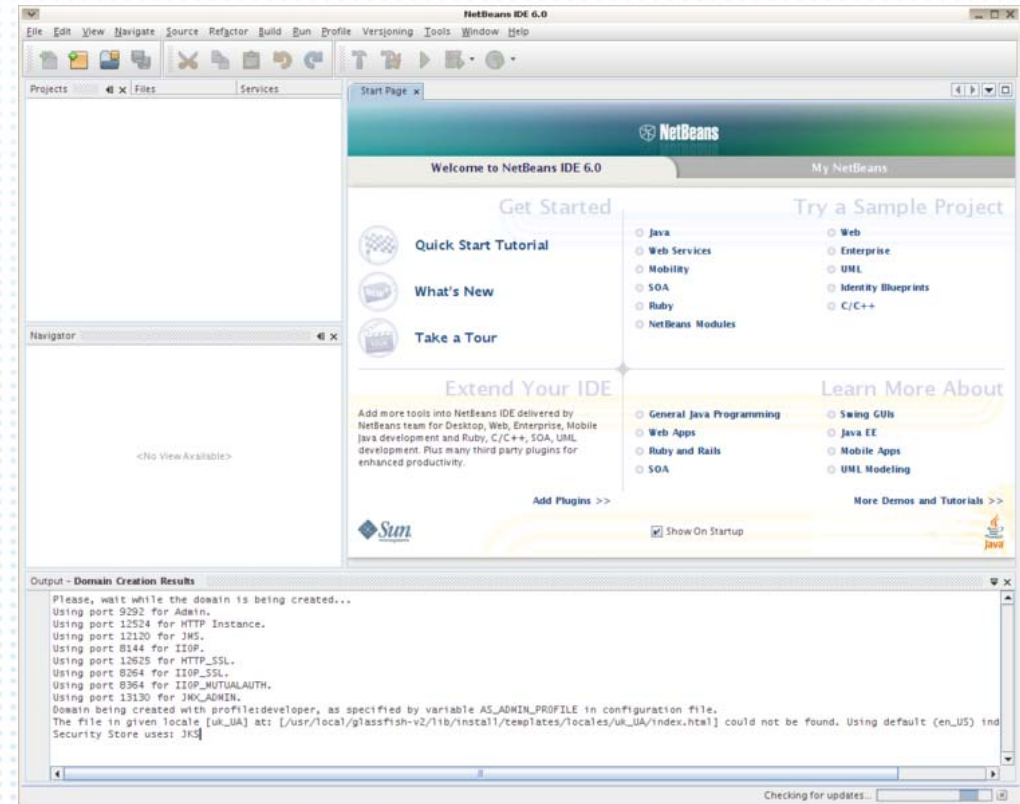 NetBeans IDE 6.0
File Edit View Navigate Source Refactor Build Run Profile Versioning Tools Window Help
Projects Files Services
Start Page
NetBeans
Welcome to NetBeans IDE 6.0
My NetBeans
Get Started
Quick Start Tutorial
What's New
Take a Tour
Try a Sample Project
Java
Web Services
Mobility
SOA
Ruby
NetBeans Modules
Web
Enterprise
UML
Identity Blueprints
C/C++
Navigator
<No View Available>
Extend Your IDE
Add more tools into NetBeans IDE delivered by
NetBeans team for Desktop, Web, Enterprise, Mobile
Java development and Ruby, C/C++, SOA, UML
development. Plus many third party plugins for
enhanced productivity.
Add Plugins >>
Learn More About
General Java Programming
Web Apps
Ruby and Rails
SOA
Swing GUIs
Java EE
Mobile Apps
UML Modeling
More Demos and Tutorials >>
Sun
Show On Startup
Java
Output - Domain Creation Results
Please, wait while the domain is being created...
Using port 9292 for Admin.
Using port 12524 for HTTP Instance.
Using port 12120 for JMS.
Using port 8144 for IIOP.
Using port 12625 for HTTP_SSL.
Using port 8264 for IIOP_SSL.
Using port 8364 for IIOP_MUTUALAUTH.
Using port 13130 for JMX_ADMIN.
Domain being created with profile:developer, as specified by variable AS_ADMIN_PROFILE in configuration file.
The file in given locale [uk_UA] at: [/usr/local/glassfish-v2/lib/install/templates/locales/uk_UA/index.html] could not be found. Using default (en_US) ind
Security Store uses: JKS
Checking for updates...